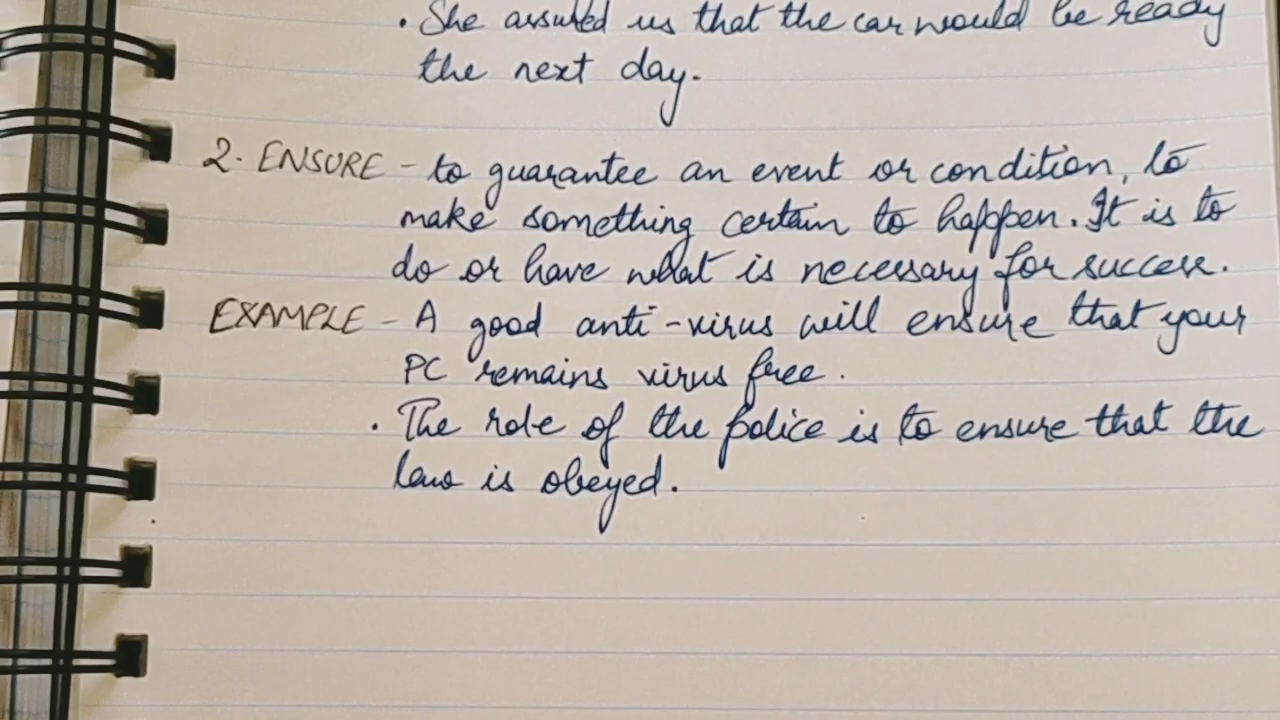 • She assured us that the car would be ready
the next day.
2. ENSURE - to guarantee an event or condition, to
make something certain to happen. It is to
do or have what is necessary for success.
EXAMPLE - A good anti-virus will ensure that your
PC remains virus free.
• The role of the police is to ensure that the
law is obeyed.